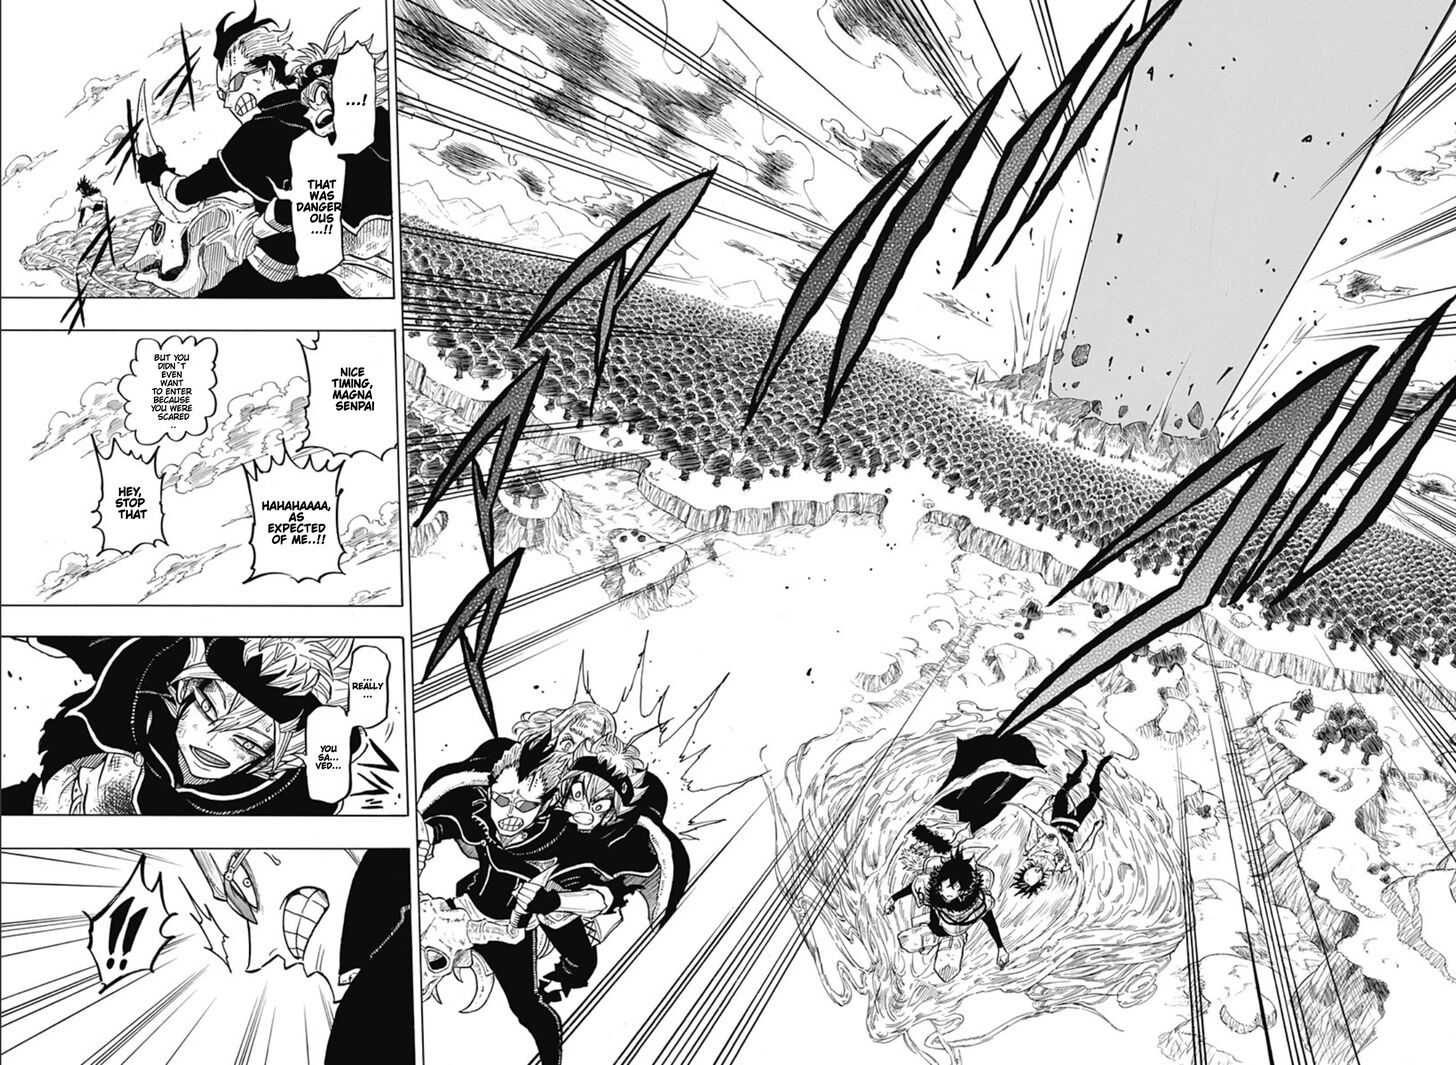 ...!
THAT
WAS
DANGER
OUS
...!!
NICE
TIMING,
MAGNA
SENPAI
HAHAHAAAA,
AS
EXPECTED
OF ME..!!
BUT YOU
DIDN´T
EVEN
WANT
TO ENTER
BECAUSE
YOU WERE
SCARED
..
HEY,
STOP
THAT
...
REALLY
...
YOU
SA...
VED...
!!